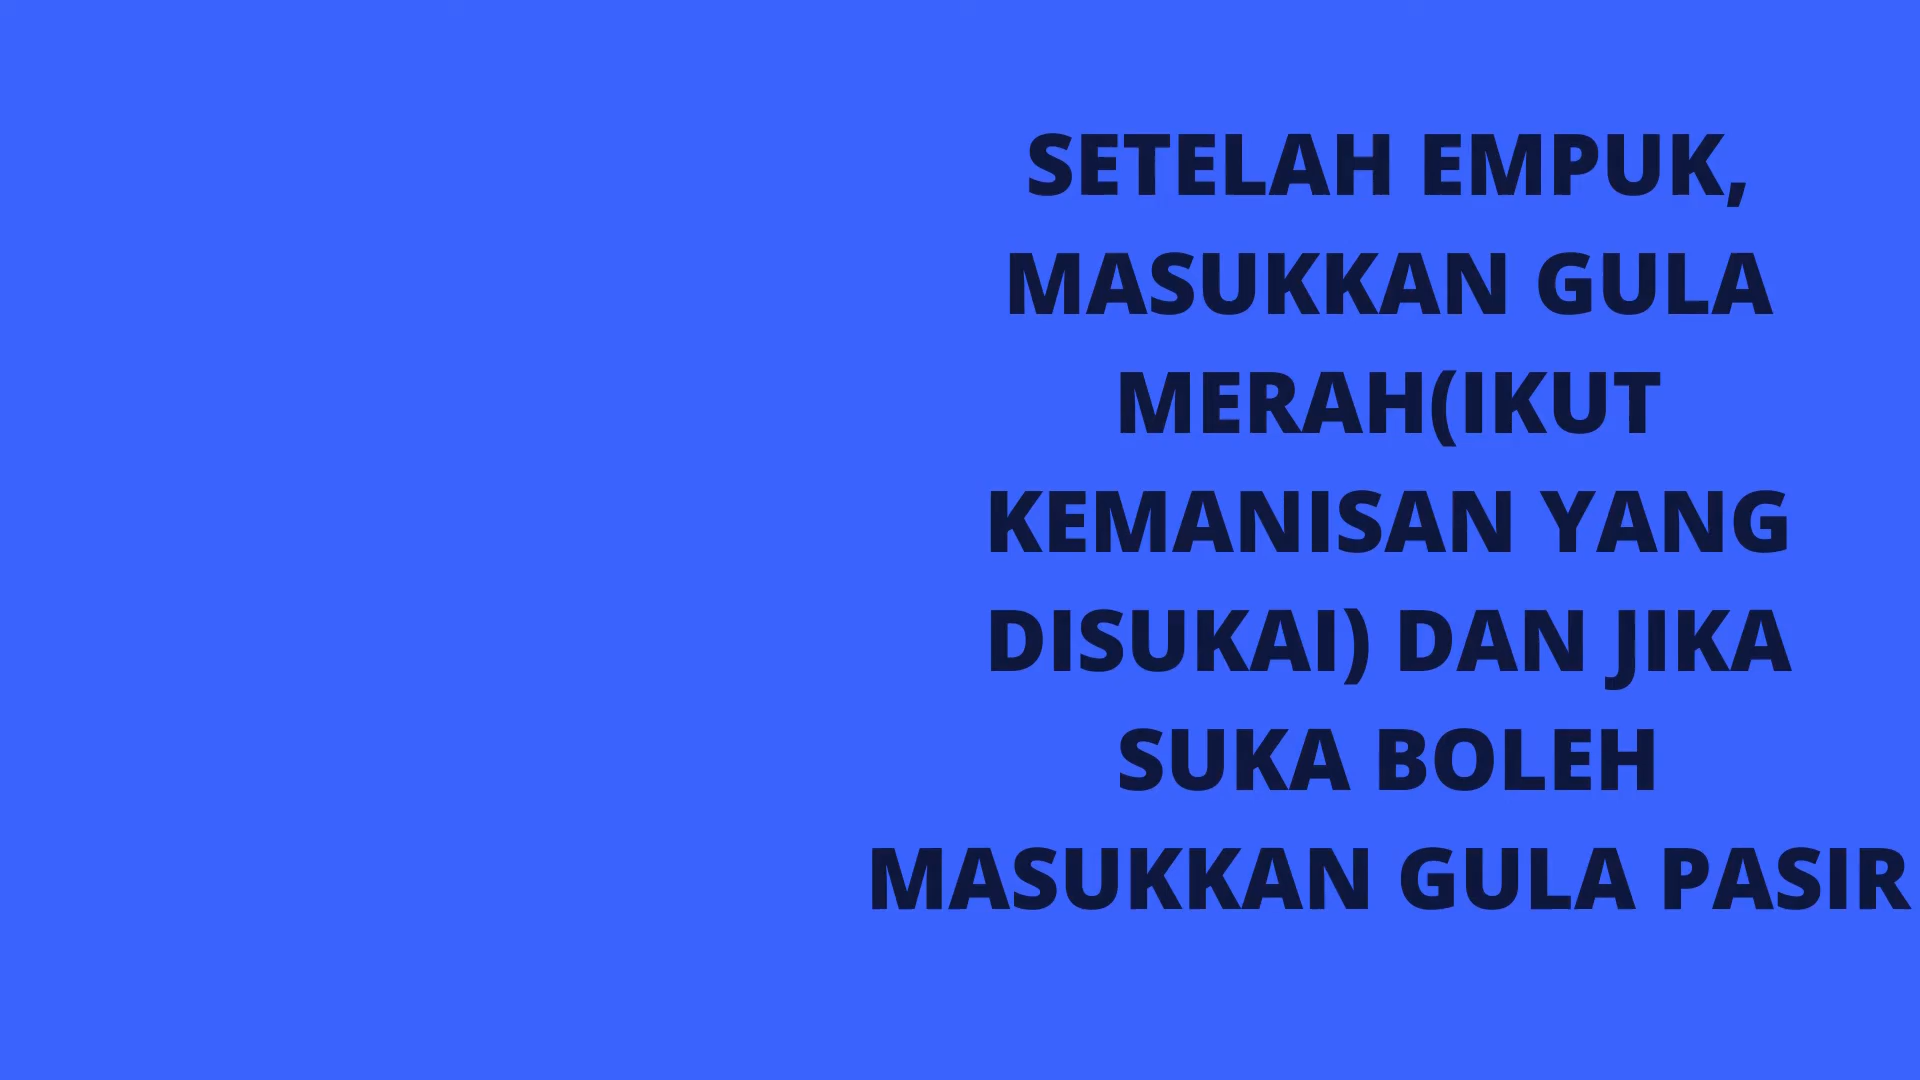 SETELAH EMPUK,
MASUKKAN GULA
MERAH(IKUT
KEMANISAN YANG
DISUKAI) DAN JIKA
SUKA BOLEH
MASUKKAN GULA PASIR